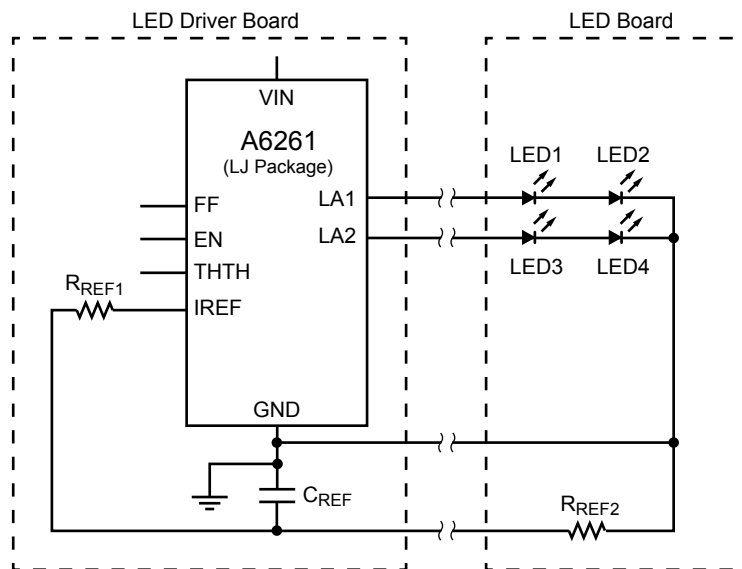 LED Driver Board
LED Board
VIN
A6261
(LJ Package)
LED1
LED2
FF
LA1
EN
LA2
THTH
LED3
LED4
RREF1
IREF
GND
CREF
RREF2